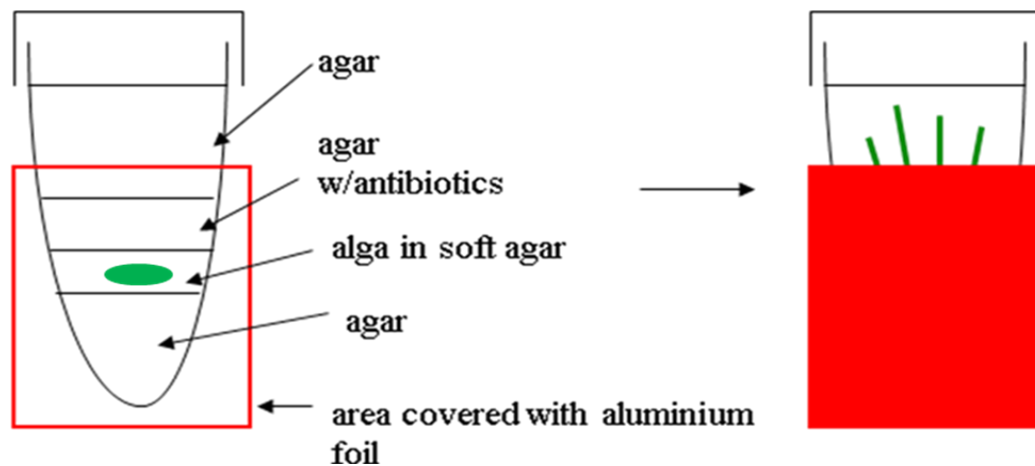 agar
agar
w/antibiotics
alga in soft agar
agar
area covered with aluminium
foil